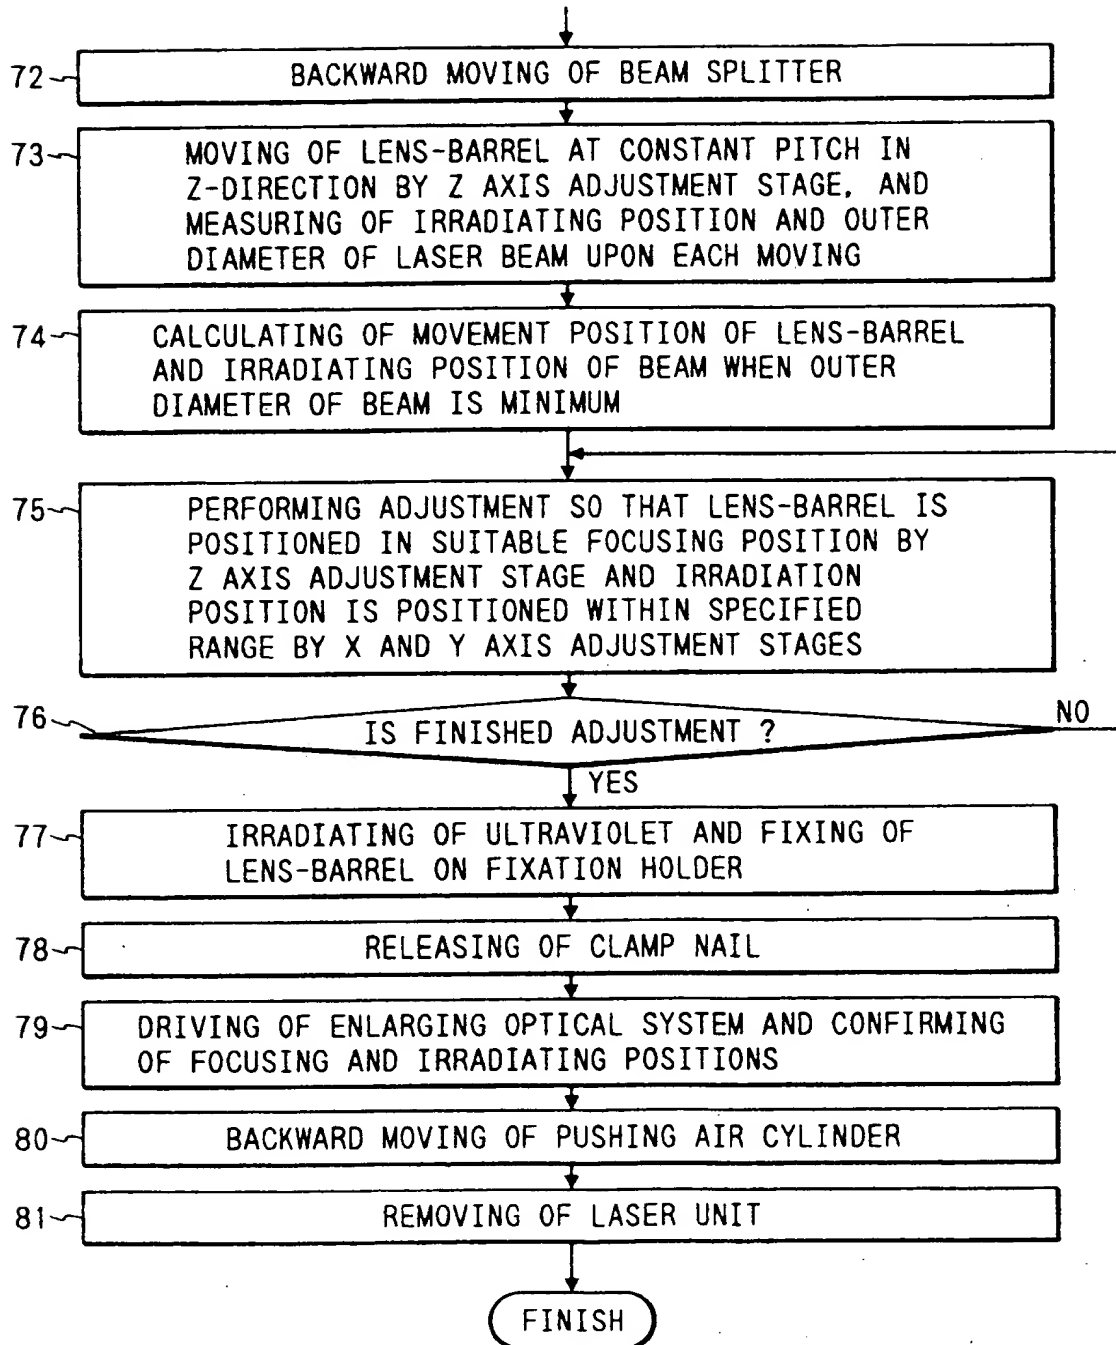 72
BACKWARD MOVING OF BEAM SPLITTER
73
MOVING OF LENS-BARREL AT CONSTANT PITCH IN
Z-DIRECTION BY Z AXIS ADJUSTMENT STAGE, AND
MEASURING OF IRRADIATING POSITION AND OUTER
DIAMETER OF LASER BEAM UPON EACH MOVING
74
CALCULATING OF MOVEMENT POSITION OF LENS-BARREL
AND IRRADIATING POSITION OF BEAM WHEN OUTER
DIAMETER OF BEAM IS MINIMUM
75
PERFORMING ADJUSTMENT SO THAT LENS-BARREL IS
POSITIONED IN SUITABLE FOCUSING POSITION BY
Z AXIS ADJUSTMENT STAGE AND IRRADIATION
POSITION IS POSITIONED WITHIN SPECIFIED
RANGE BY X AND Y AXIS ADJUSTMENT STAGES
76
IS FINISHED ADJUSTMENT ?
NO
YES
77
IRRADIATING OF ULTRAVIOLET AND FIXING OF
LENS-BARREL ON FIXATION HOLDER
78
RELEASING OF CLAMP NAIL
79
DRIVING OF ENLARGING OPTICAL SYSTEM AND CONFIRMING
OF FOCUSING AND IRRADIATING POSITIONS
80
BACKWARD MOVING OF PUSHING AIR CYLINDER
81
REMOVING OF LASER UNIT
FINISH